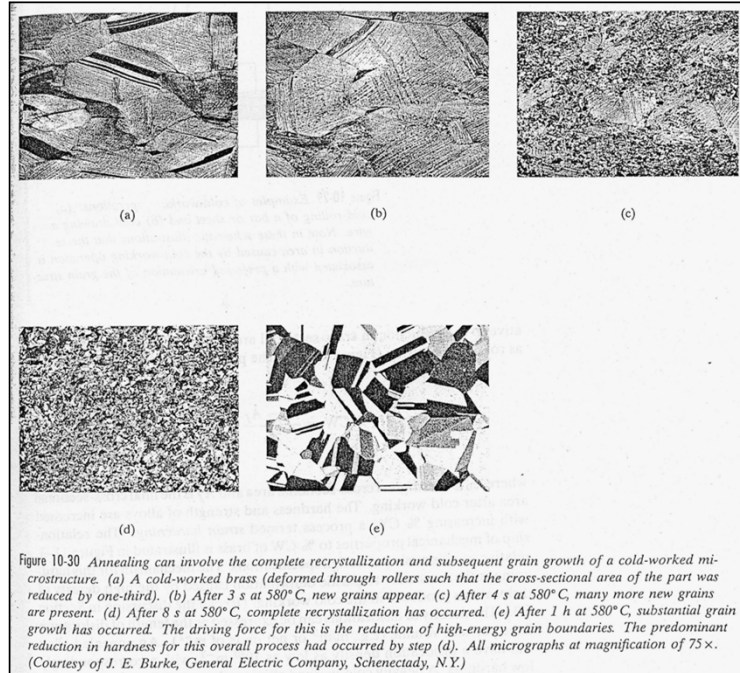 (a)
(b)
(c)
(d)
(e)
Figure 10-30 Annealing can involve the complete recrystallization and subsequent grain growth of a cold-worked mi-
crostructure. (a) A cold-worked brass (deformed through rollers such that the cross-sectional area of the part was
reduced by one-third). (b) After 3 s at 580°C, new grains appear. (c) After 4 s at 580°C, many more new grains
are present. (d) After 8 s at 580°C, complete recrystallization has occurred. (e) After 1 h at 580°C, substantial grain
growth has occurred. The driving force for this is the reduction of high-energy grain boundaries. The predominant
reduction in hardness for this overall process had occurred by step (d). All micrographs at magnification of 75×.
(Courtesy of J. E. Burke, General Electric Company, Schenectady, N.Y.)